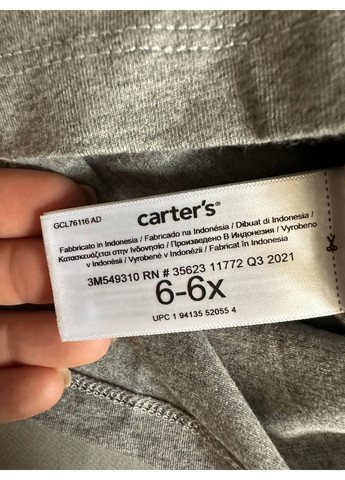 GCL76116 AD
carter's®
Fabbricato in Indonesia / Fabricado na Indonésia / Dibuat di Indonesia /
Κατασκευάζεται στην Ινδονησία / Произведено В Индонезия / Vyrobeno
v Indonésii / Vyrobené v Indonézii / Fabricat în Indonesia
3M549310 RN # 35623 11772 Q3 2021
6-6x
UPC 1 94135 52055 4